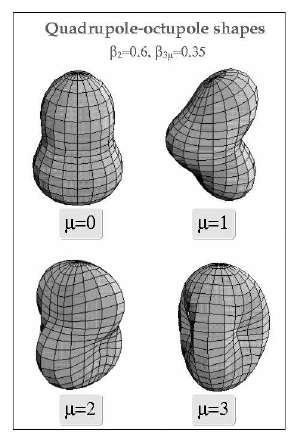 Quadrupole-octupole shapes
β₂=0.6, β₃μ=0.35
μ=0
μ=1
μ=2
μ=3